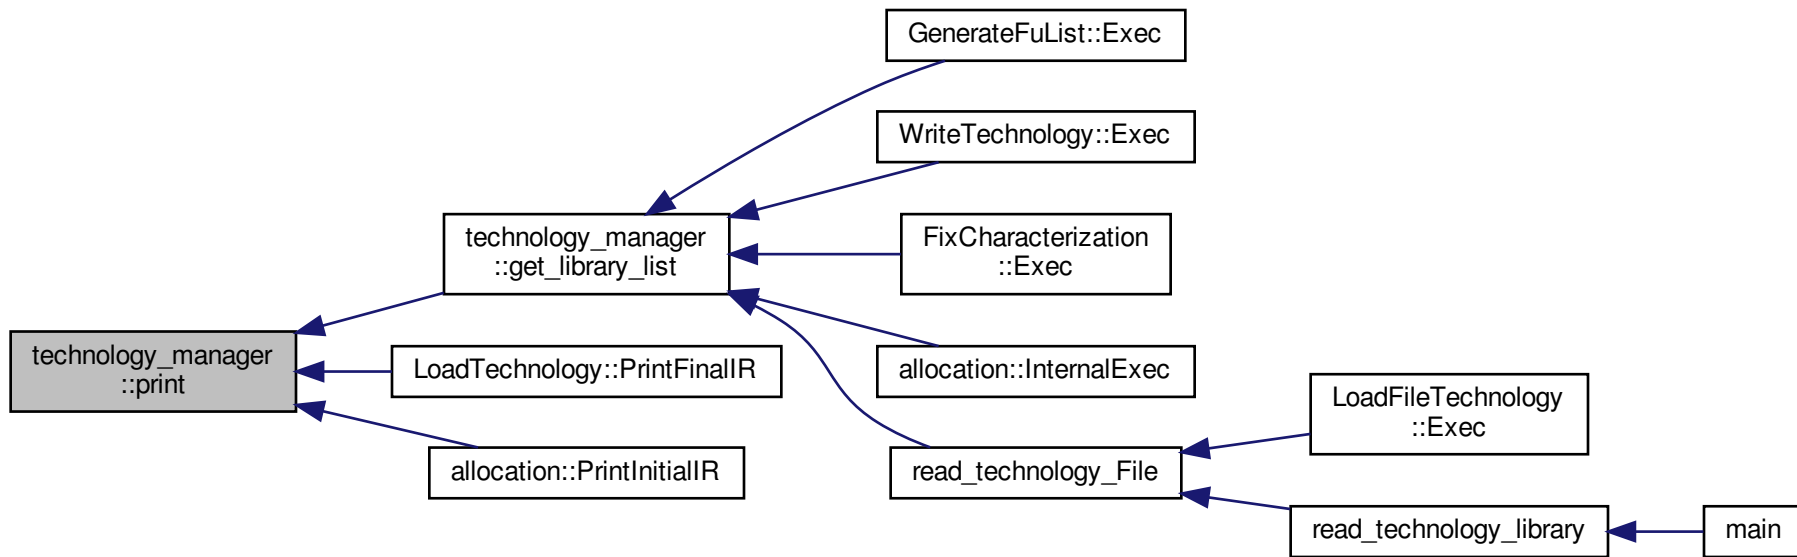 GenerateFuList::Exec
WriteTechnology::Exec
technology_manager
::get_library_list
FixCharacterization
::Exec
technology_manager
::print
LoadTechnology::PrintFinalIR
allocation::InternalExec
LoadFileTechnology
::Exec
allocation::PrintInitialIR
read_technology_File
read_technology_library
main